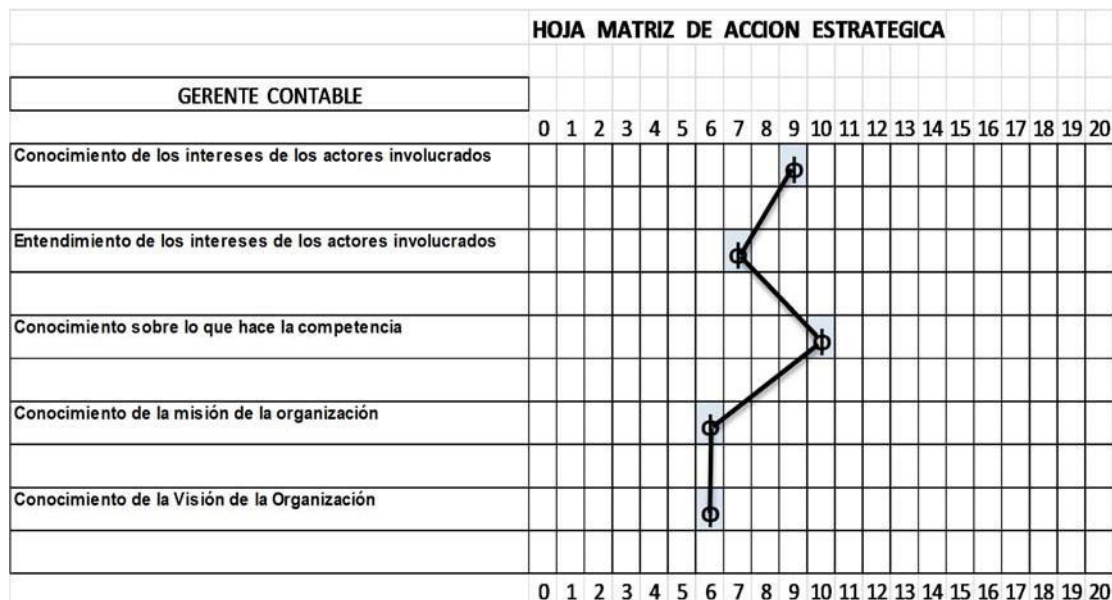 HOJA MATRIZ DE ACCION ESTRATEGICA
GERENTE CONTABLE
0 1 2 3 4 5 6 7 8 9 10 11 12 13 14 15 16 17 18 19 20
Conocimiento de los intereses de los actores involucrados
Entendimiento de los intereses de los actores involucrados
Conocimiento sobre lo que hace la competencia
Conocimiento de la misión de la organización
Conocimiento de la Visión de la Organización
0 1 2 3 4 5 6 7 8 9 10 11 12 13 14 15 16 17 18 19 20